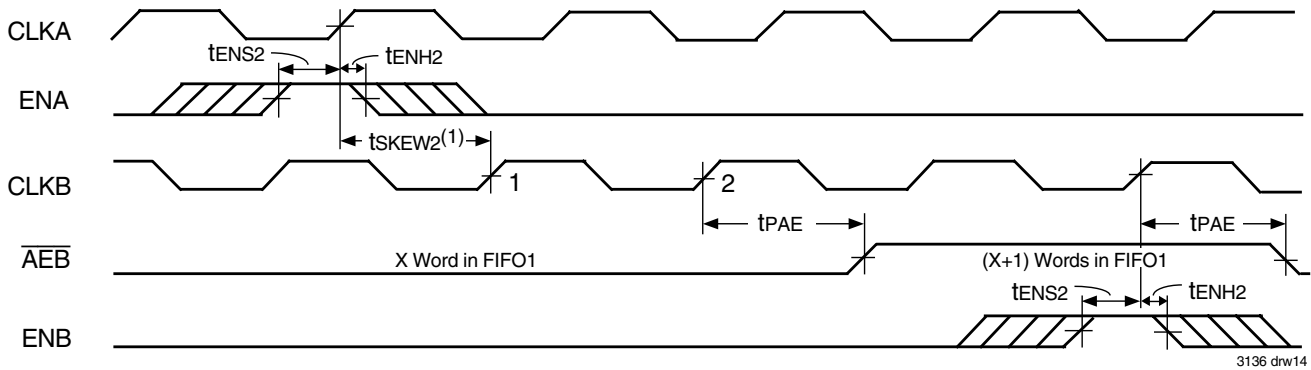 CLKA
tENS2 tENH2
ENA
tSKEW2(1)
CLKB 1 2
tPAE tPAE
AEB X Word in FIFO1 (X+1) Words in FIFO1
tENS2 tENH2
ENB
3136 drw14